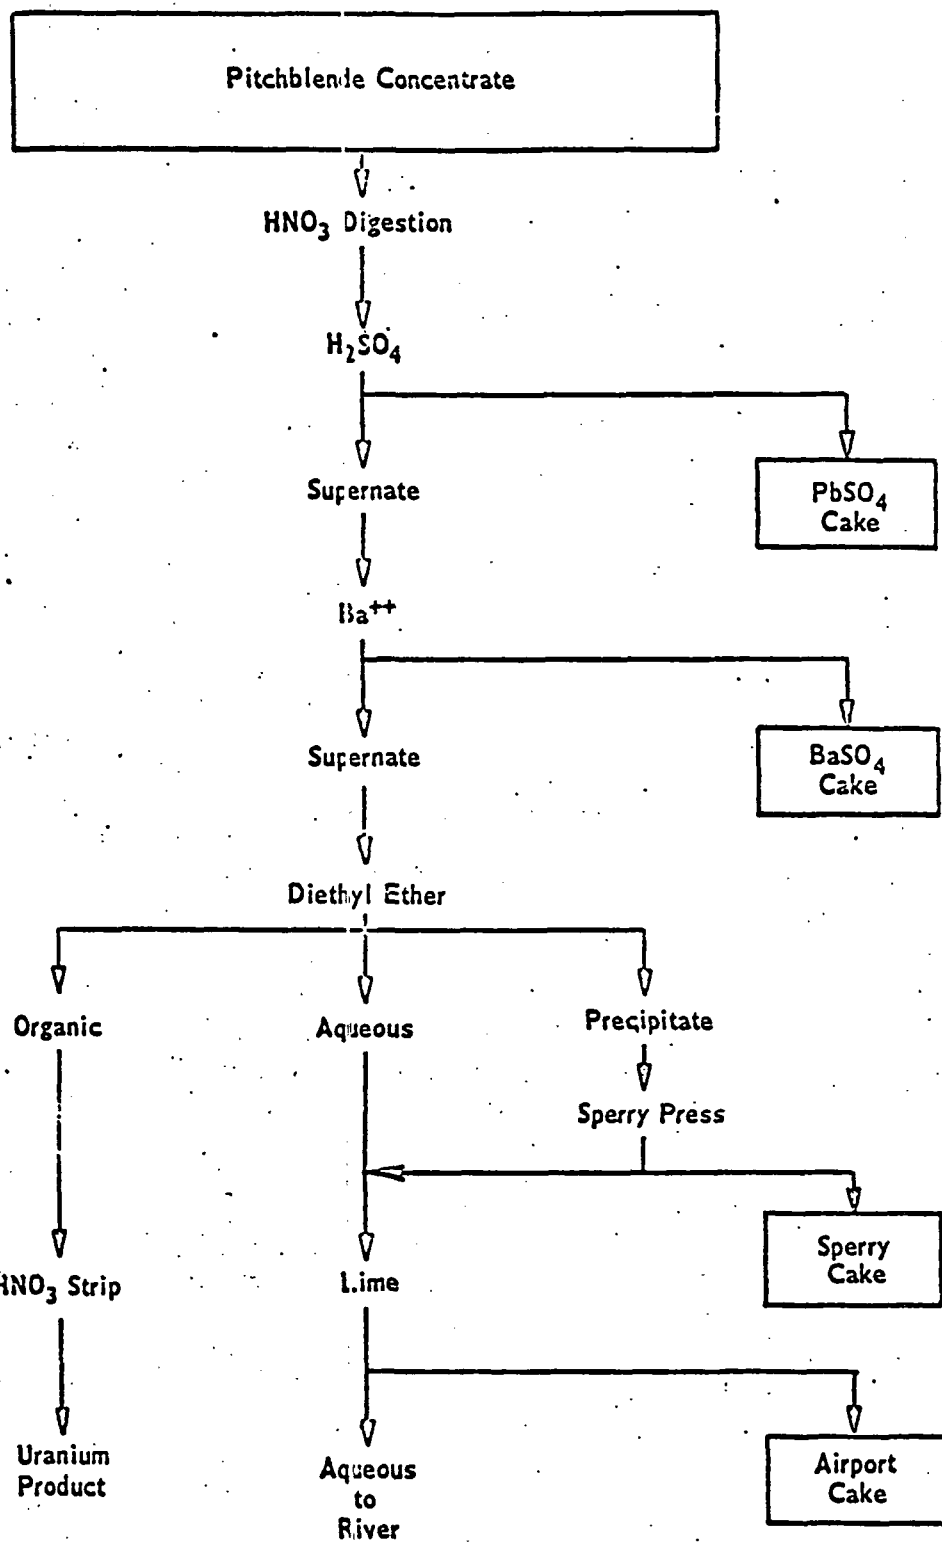 Pitchblende Concentrate
HNO3 Digestion
H2SO4
Supernate
PbSO4
Cake
Ba++
Supernate
BaSO4
Cake
Diethyl Ether
Organic
Aqueous
Precipitate
Sperry Press
Sperry
Cake
HNO3 Strip
Lime
Uranium
Product
Aqueous
to
River
Airport
Cake